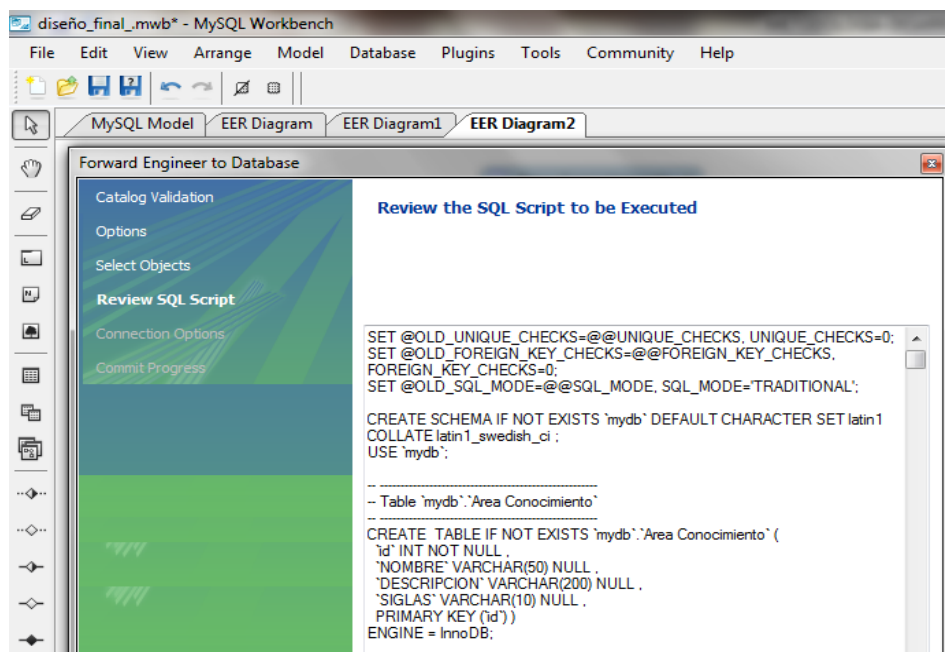 diseño_final_.mwb* - MySQL Workbench
File Edit View Arrange Model Database Plugins Tools Community Help
MySQL Model EER Diagram EER Diagram1 EER Diagram2
Forward Engineer to Database
Catalog Validation
Options
Select Objects
Review SQL Script
Connection Options
Commit Progress
Review the SQL Script to be Executed
SET @OLD_UNIQUE_CHECKS=@@UNIQUE_CHECKS, UNIQUE_CHECKS=0;
SET @OLD_FOREIGN_KEY_CHECKS=@@FOREIGN_KEY_CHECKS,
FOREIGN_KEY_CHECKS=0;
SET @OLD_SQL_MODE=@@SQL_MODE, SQL_MODE='TRADITIONAL';
CREATE SCHEMA IF NOT EXISTS `mydb` DEFAULT CHARACTER SET latin1
COLLATE latin1_swedish_ci ;
USE `mydb`;
-- -----------------------------------------------------
-- Table `mydb`.`Area Conocimiento`
-- -----------------------------------------------------
CREATE  TABLE IF NOT EXISTS `mydb`.`Area Conocimiento` (
`id` INT NOT NULL ,
`NOMBRE` VARCHAR(50) NULL ,
`DESCRIPCION` VARCHAR(200) NULL ,
`SIGLAS` VARCHAR(10) NULL ,
PRIMARY KEY (`id`) )
ENGINE = InnoDB;